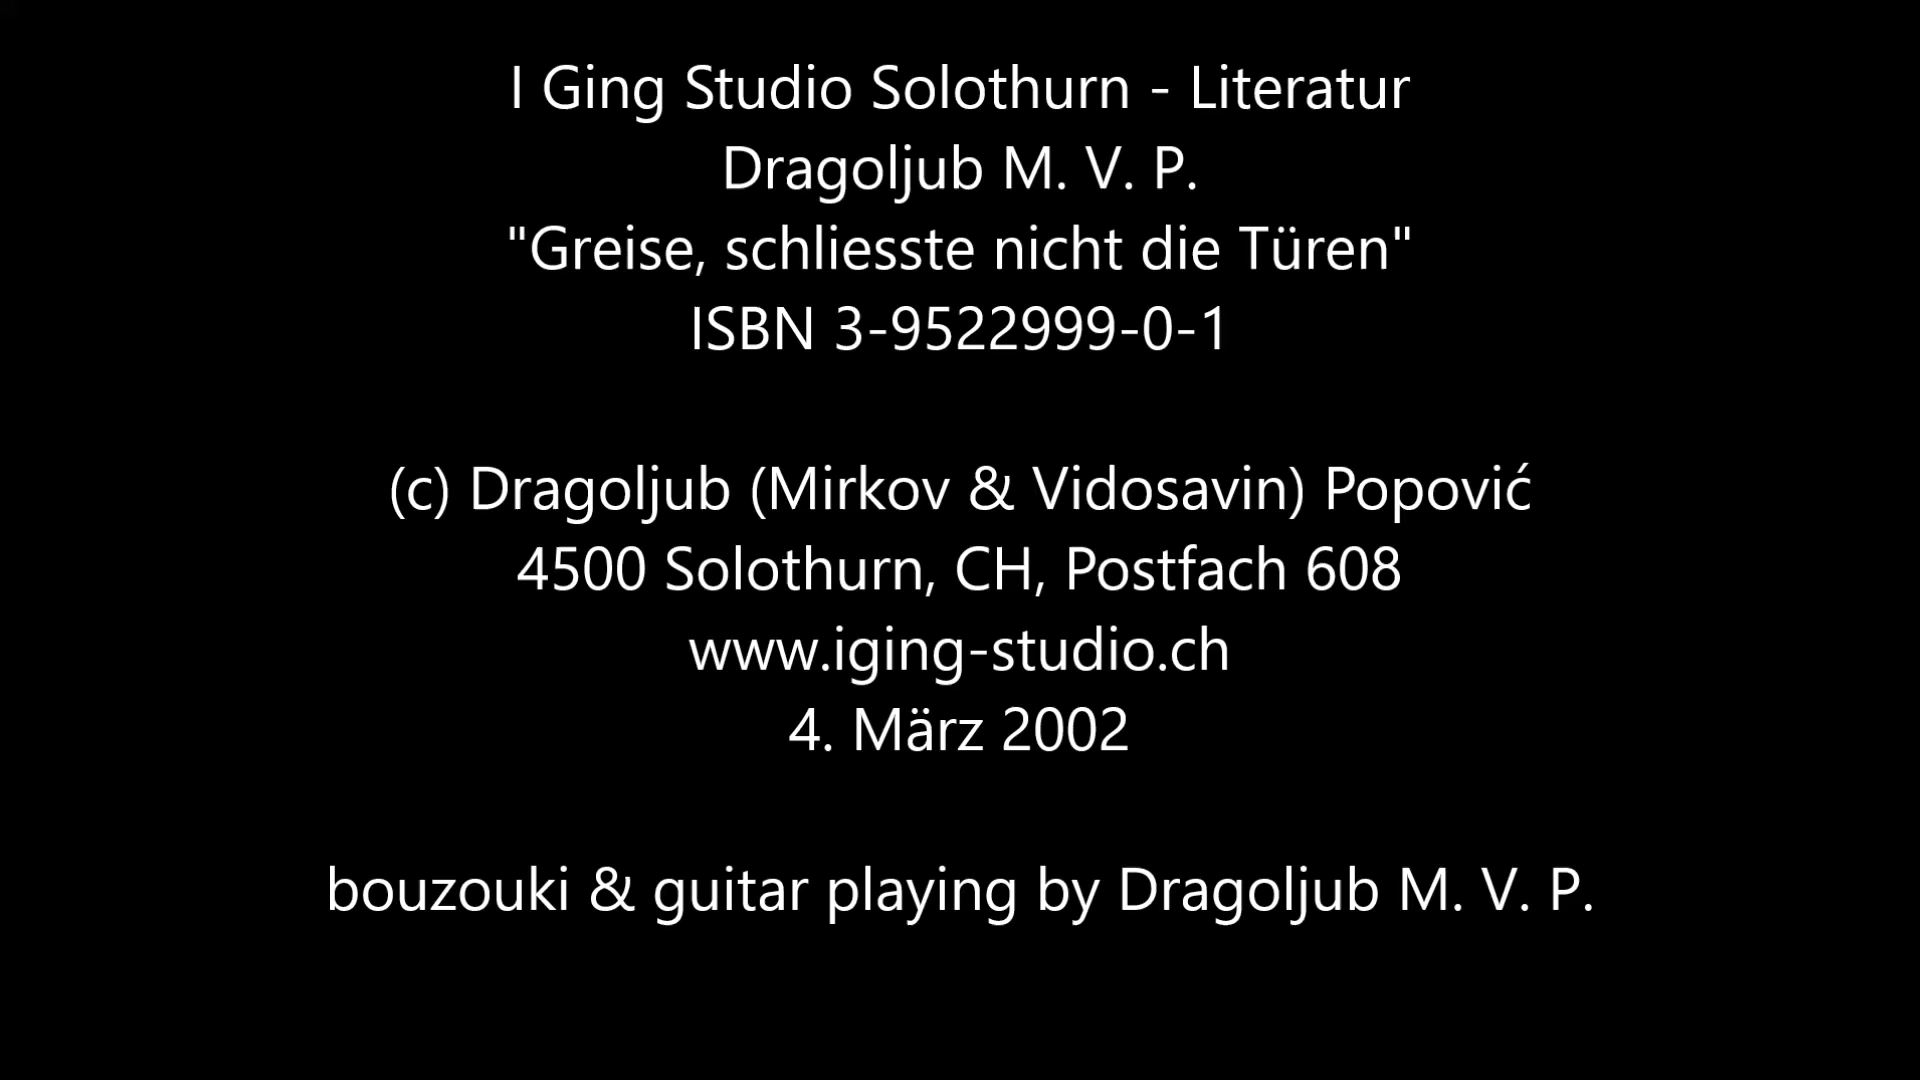 I Ging Studio Solothurn - Literatur
Dragoljub M. V. P.
"Greise, schliesste nicht die Türen"
ISBN 3-9522999-0-1
(c) Dragoljub (Mirkov & Vidosavin) Popović
4500 Solothurn, CH, Postfach 608
www.iging-studio.ch
4. März 2002
bouzouki & guitar playing by Dragoljub M. V. P.